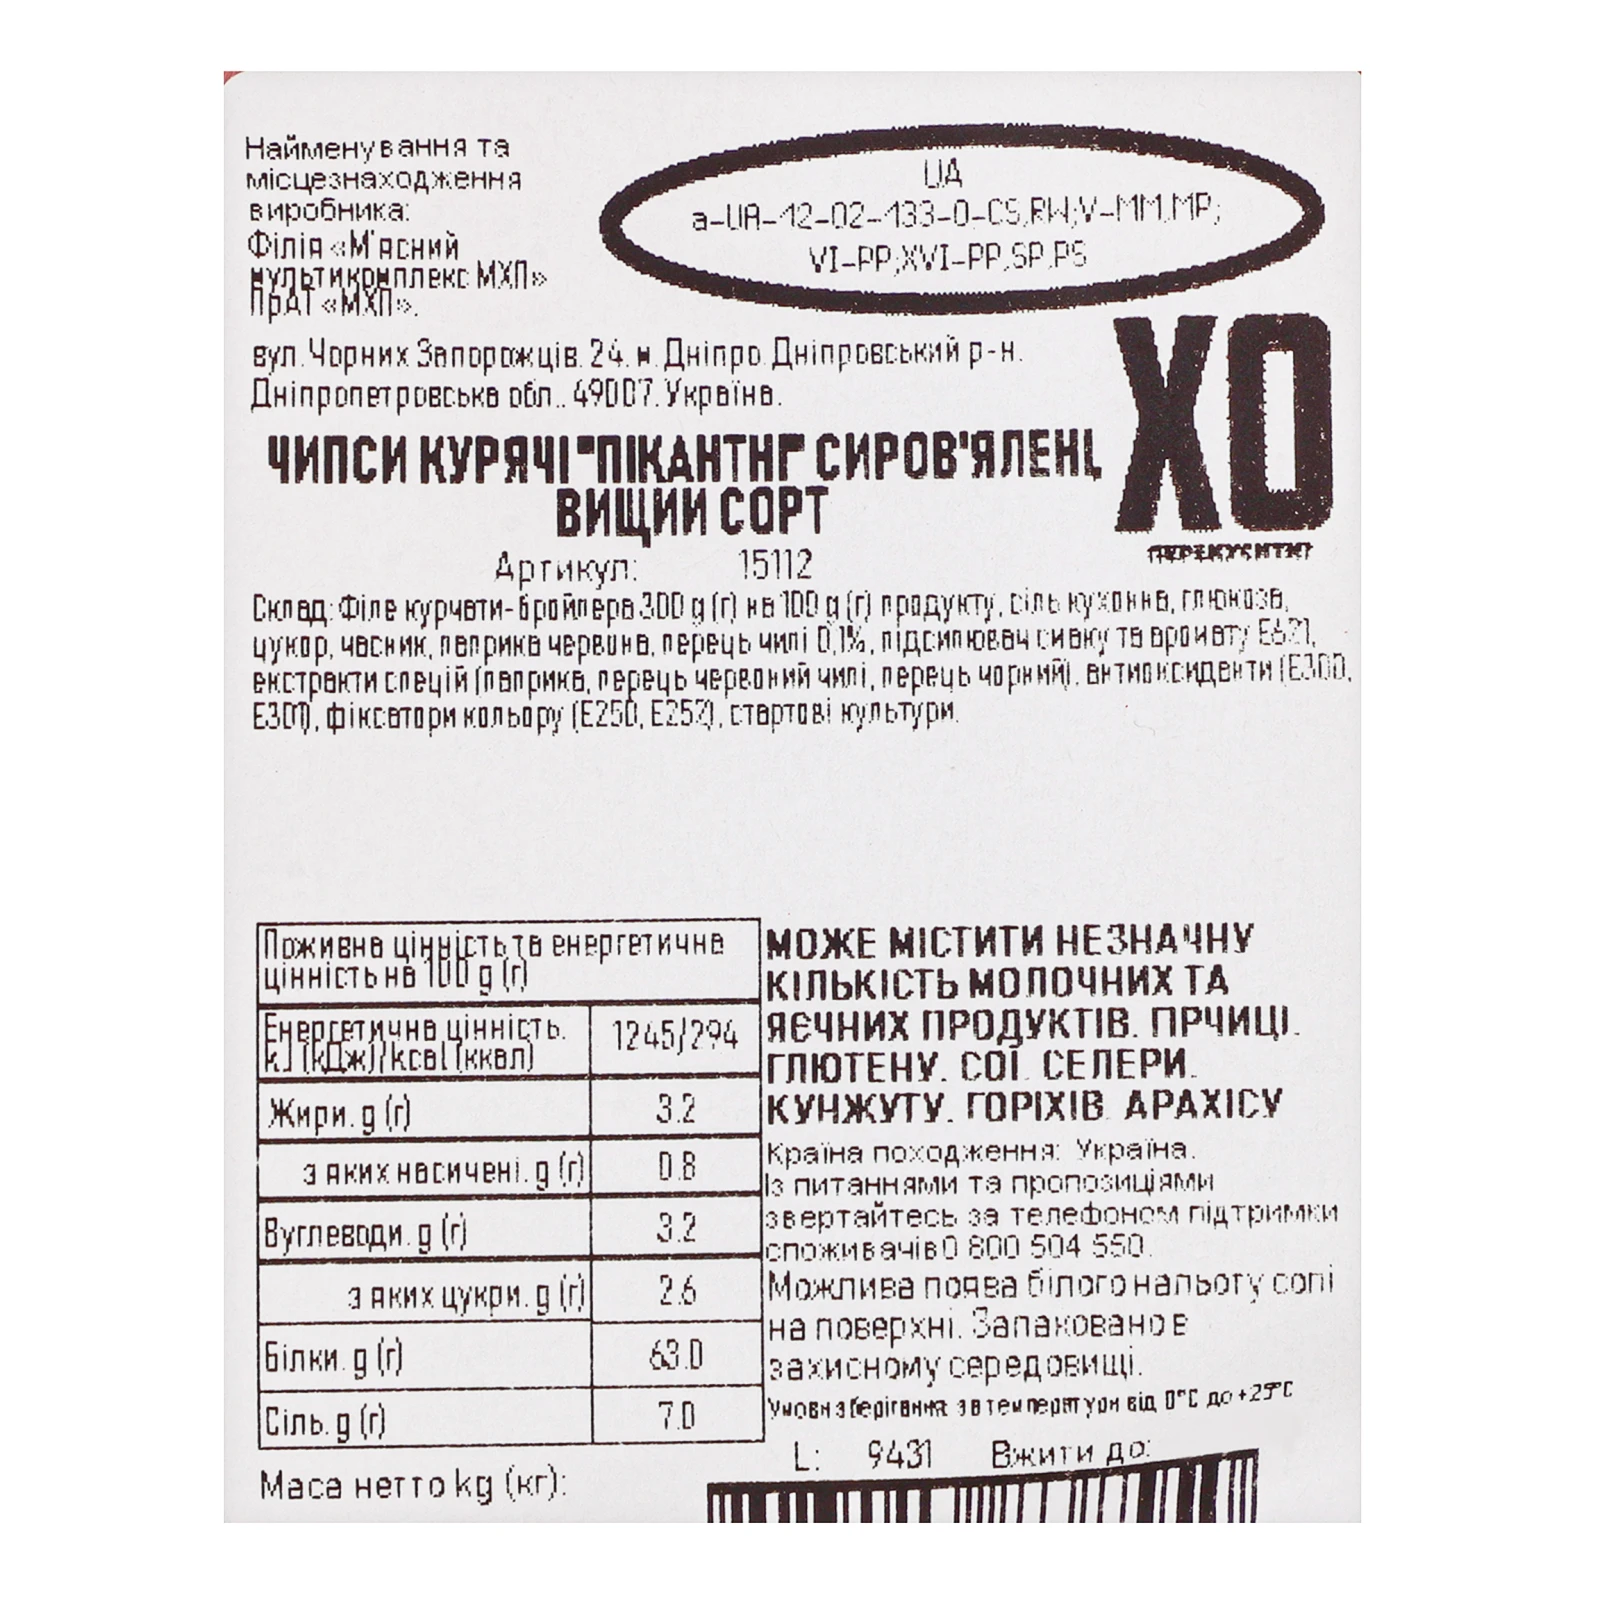 Найменування та
місцезнаходження
виробника:
Філія «М'ясний
мультикомплекс МХП»
ПрАТ «МХП».
вул. Чорних Запорожців, 24, м. Дніпро, Дніпровський р-н,
Дніпропетровська обл., 49007, Україна.
UA
a-UA-12-02-133-0-CS,RW;V-MM,MP;
VI-PP;XVI-PP,SP,PS
ХО
ПЕРЕКУСИТИ?
ЧИПСИ КУРЯЧІ "ПІКАНТНІ" СИРОВ'ЯЛЕНІ,
ВИЩИЙ СОРТ
Артикул: 15112
Склад: Філе курчати-бройлера 300 g (г) на 100 g (г) продукту, сіль кухонна, глюкоза,
цукор, часник, паприка червона, перець чилі 0,1%, підсилювач смаку та аромату Е621,
екстракти спецій (паприка, перець червоний чилі, перець чорний), антиоксиданти (Е300,
Е301), фіксатори кольору (Е250, Е252), стартові культури.
Поживна цінність та енергетична
цінність на 100 g (г)
Енергетична цінність,
kJ (кДж)/kcal (ккал) 1245/294
Жири, g (г) 3.2
з яких насичені, g (г) 0.8
Вуглеводи, g (г) 3.2
з яких цукри, g (г) 2.6
Білки, g (г) 63.0
Сіль, g (г) 7.0
Маса нетто kg (кг):
МОЖЕ МІСТИТИ НЕЗНАЧНУ
КІЛЬКІСТЬ МОЛОЧНИХ ТА
ЯЄЧНИХ ПРОДУКТІВ, ГІРЧИЦІ,
ГЛЮТЕНУ, СОЇ, СЕЛЕРИ,
КУНЖУТУ, ГОРІХІВ, АРАХІСУ
Країна походження: Україна.
Із питаннями та пропозиціями
звертайтесь за телефоном підтримки
споживачів 0 800 504 550.
Можлива поява білого нальоту солі
на поверхні. Запаковано в
захисному середовищі.
Умови зберігання: за температури від 0°С до +25°С
L: 9431 Вжити до: